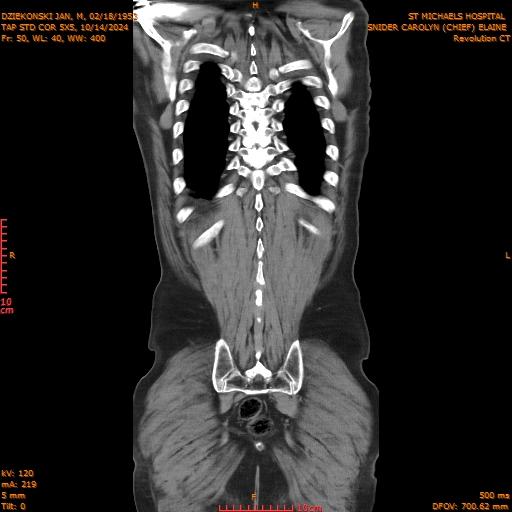 H
DZIEKONSKI JAN, M, 02/18/195
TAP STD COR 5X5, 10/14/2024
Fr: 50, WL: 40, WW: 400
ST MICHAELS HOSPITAL
SNIDER CAROLYN (CHIEF) ELAINE
Revolution CT
R
L
10
cm
kV: 120
mA: 219
5 mm
Tilt: 0
F
10cm
500 ms
DFOV: 700.62 mm